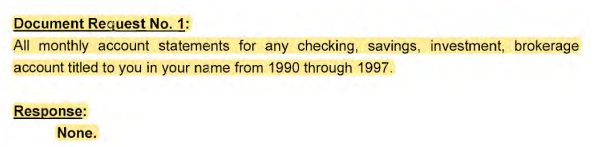 Document Request No. 1:
All monthly account statements for any checking, savings, investment, brokerage
account titled to you in your name from 1990 through 1997.
Response:
None.